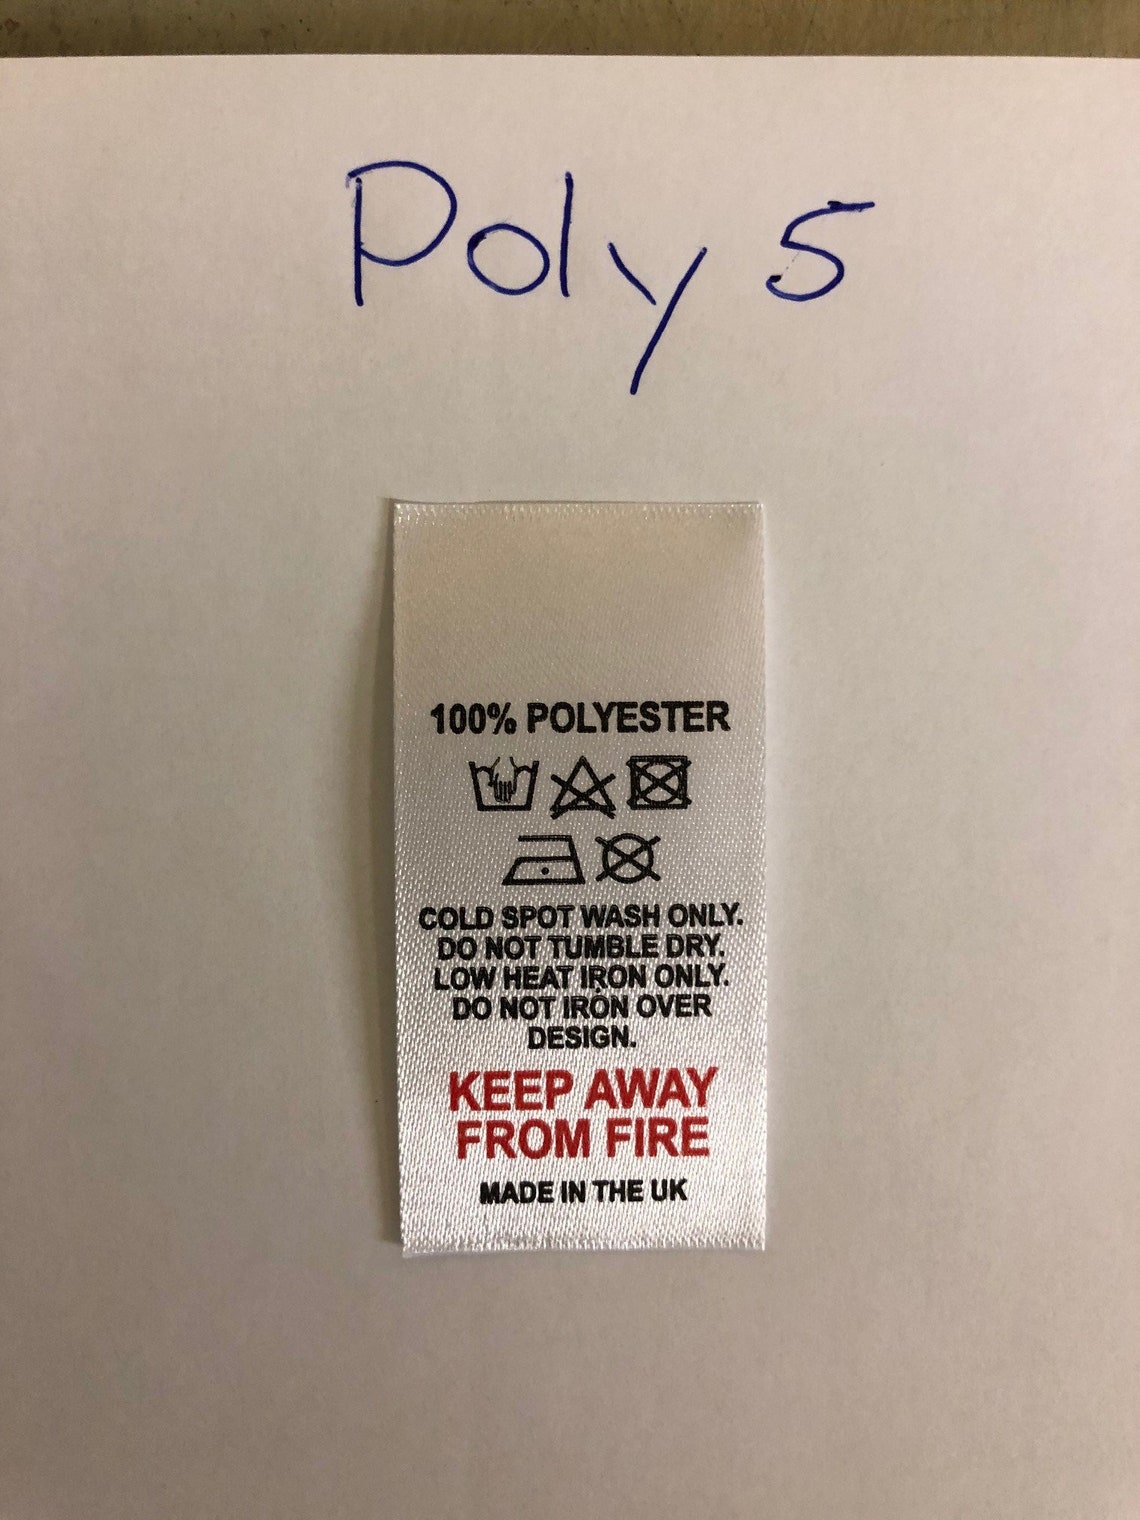 Poly 5
100% POLYESTER
COLD SPOT WASH ONLY.
DO NOT TUMBLE DRY.
LOW HEAT IRON ONLY.
DO NOT IRON OVER
DESIGN.
KEEP AWAY
FROM FIRE
MADE IN THE UK